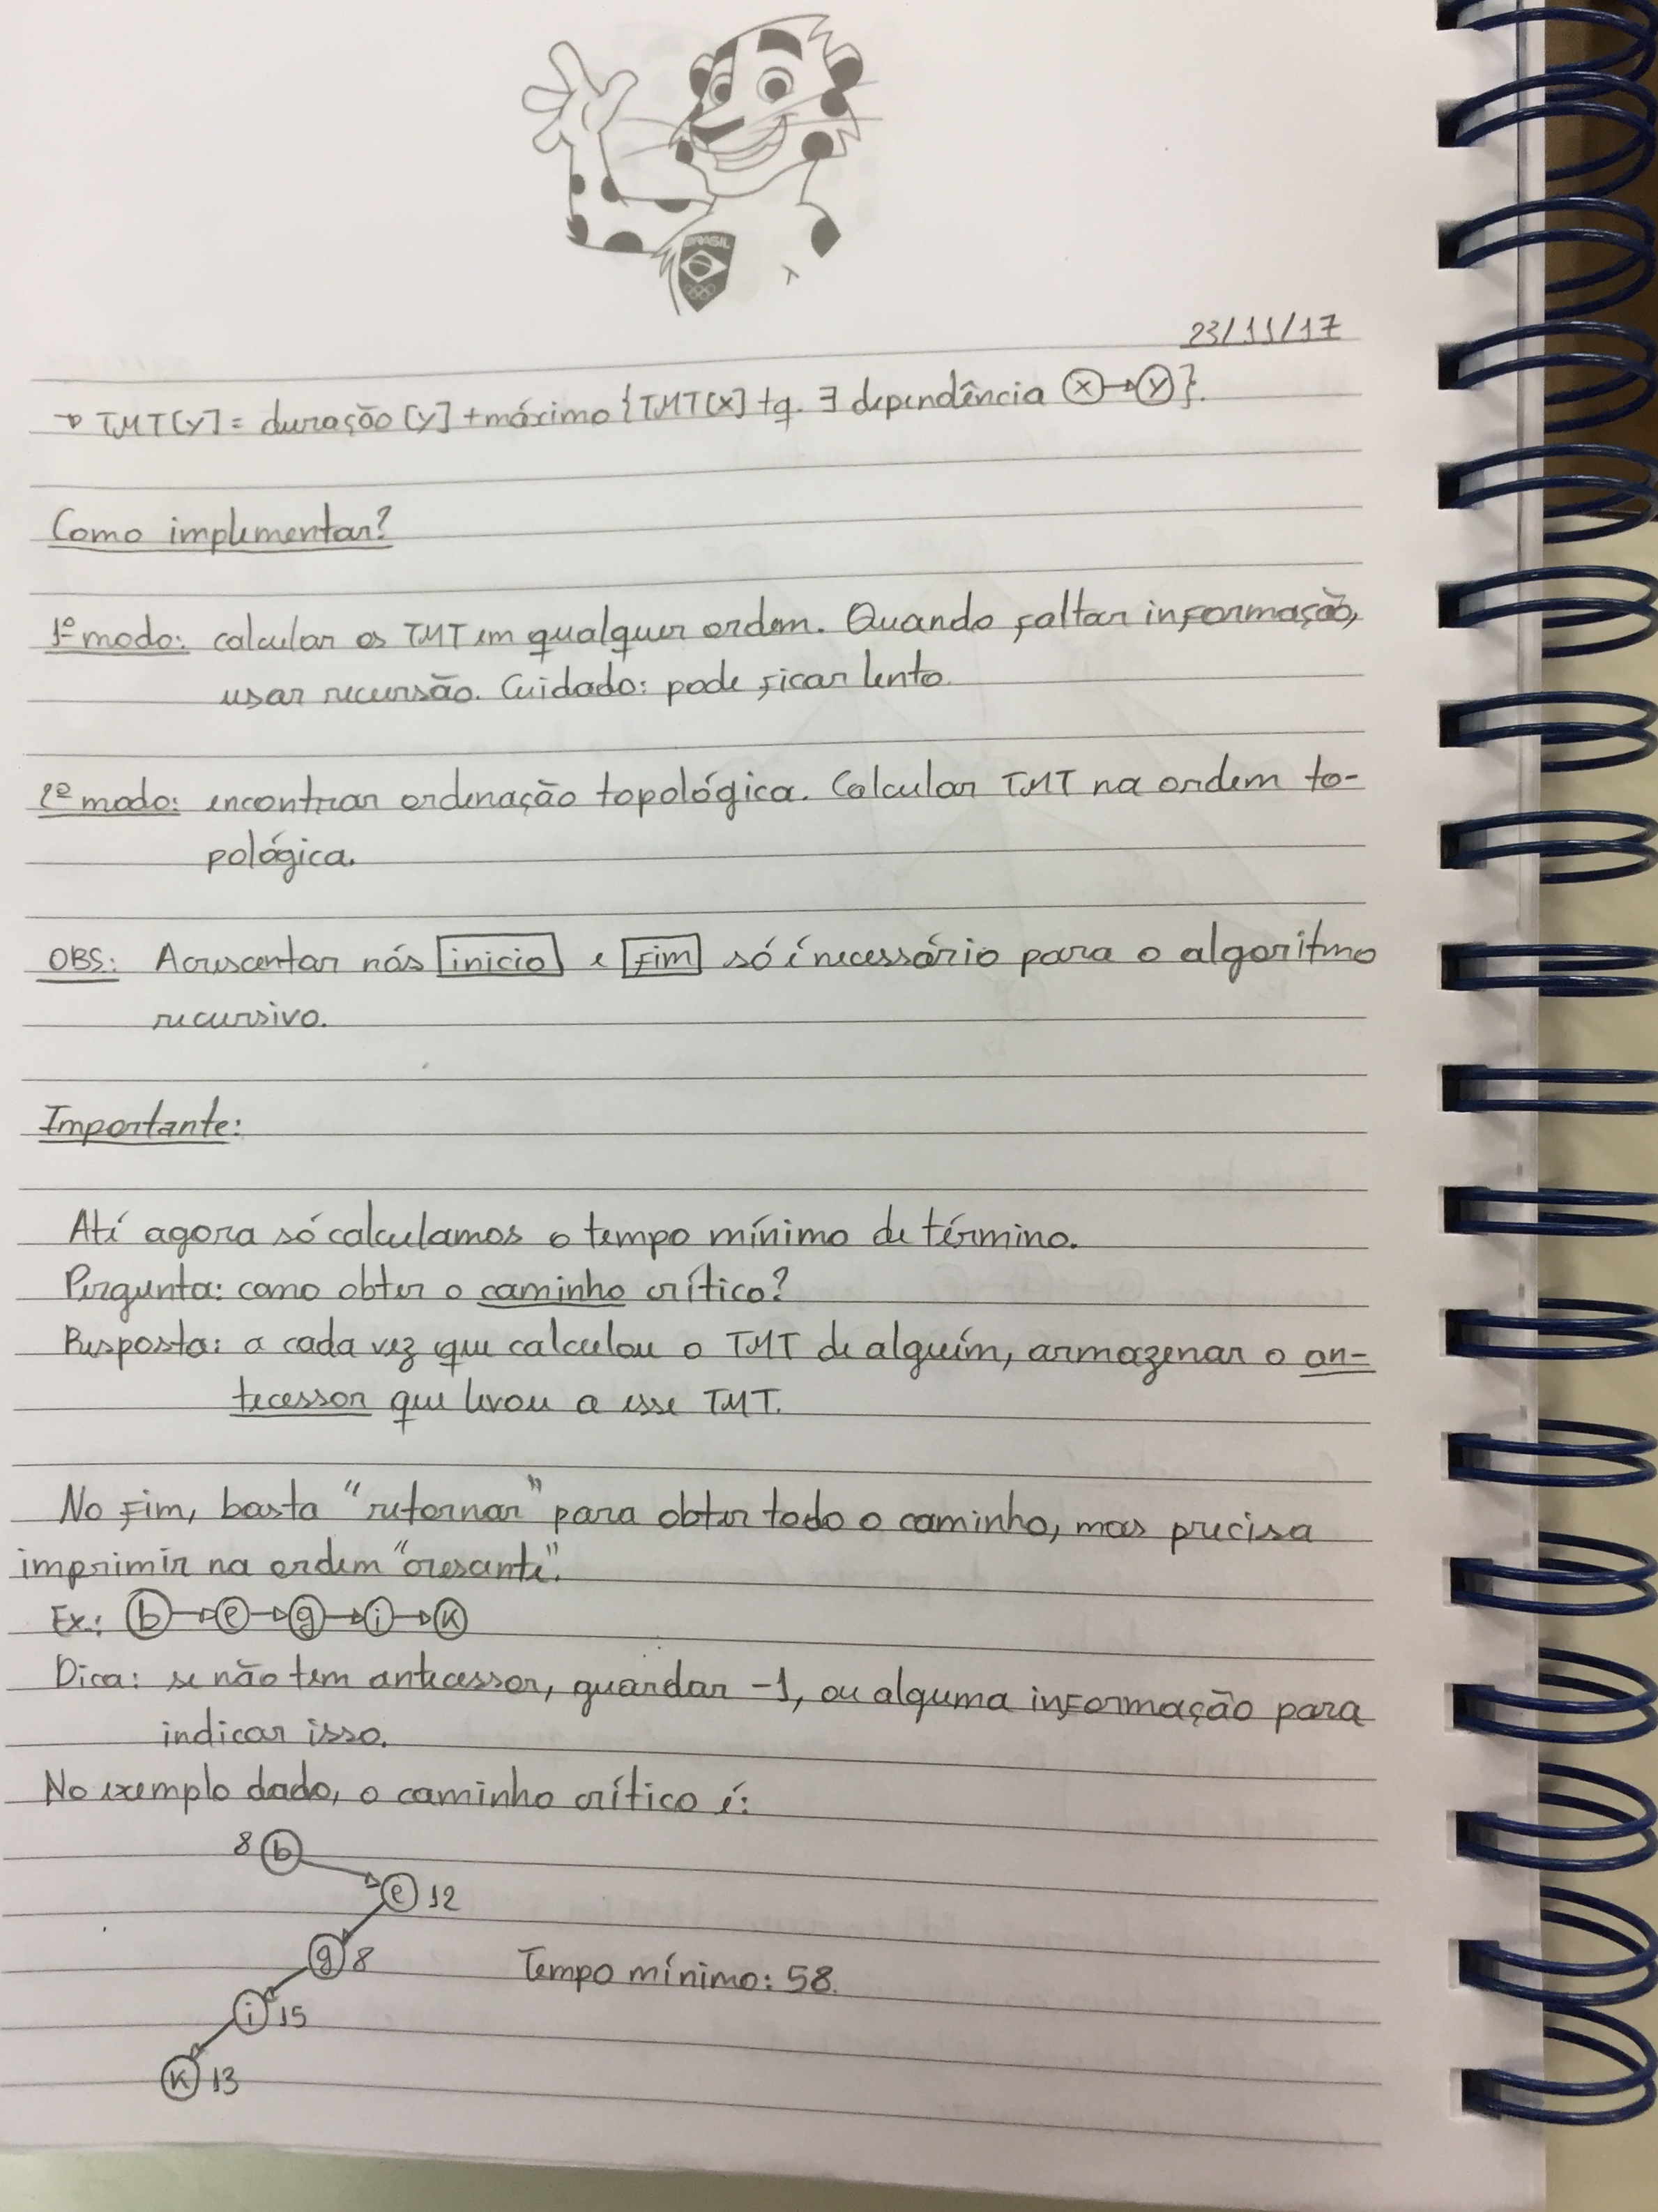 BRASIL
23/11/17
→ TMT[Y] = duração [Y] + máximo {TMT[X] tq. ∃ dependência (X)→(Y)}.
Como implementar?
1º modo: calcular os TMT em qualquer ordem. Quando faltar informação,
usar recursão. Cuidado: pode ficar lento.
2º modo: encontrar ordenação topológica. Calcular TMT na ordem to-
pológica.
OBS: Acrescentar nós inicio e fim só é necessário para o algoritmo
recursivo.
Importante:
Até agora só calculamos o tempo mínimo de término.
Pergunta: como obter o caminho crítico?
Resposta: a cada vez que calculou o TMT de alguém, armazenar o an-
tecessor que levou a esse TMT.
No fim, basta "retornar" para obter todo o caminho, mas precisa
imprimir na ordem "cresante".
Ex.: (b)→(e)→(g)→(i)→(k)
Dica: se não tem antecessor, guardar -1, ou alguma informação para
indicar isso.
No exemplo dado, o caminho crítico é:
8 (b)
(e) 12
(g) 8
Tempo mínimo: 58.
(i) 15
(k) 13